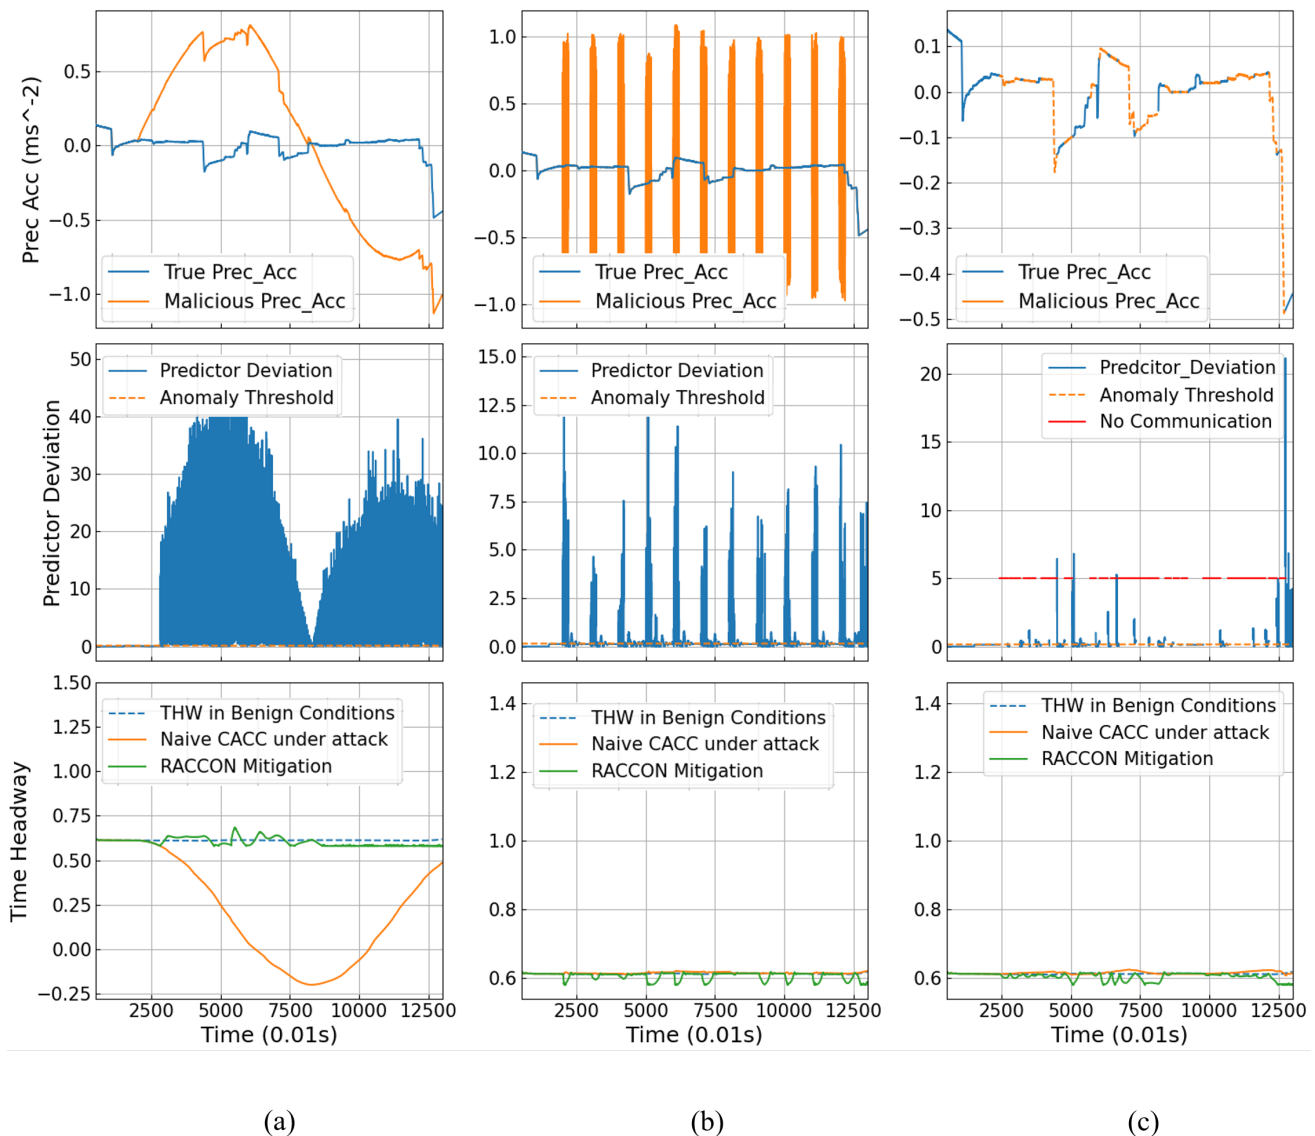 Prec Acc (ms^-2)
0.5
0.0
−0.5
−1.0
True Prec_Acc
Malicious Prec_Acc
1.0
0.5
0.0
−0.5
−1.0
True Prec_Acc
Malicious Prec_Acc
0.1
0.0
−0.1
−0.2
−0.3
−0.4
−0.5
True Prec_Acc
Malicious Prec_Acc
Predictor Deviation
50
40
30
20
10
0
Predictor Deviation
Anomaly Threshold
15.0
12.5
10.0
7.5
5.0
2.5
0.0
Predictor Deviation
Anomaly Threshold
20
15
10
5
0
Predcitor_Deviation
Anomaly Threshold
No Communication
Time Headway
1.50
1.25
1.00
0.75
0.50
0.25
0.00
−0.25
THW in Benign Conditions
Naive CACC under attack
RACCON Mitigation
2500 5000 7500 10000 12500
Time (0.01s)
1.4
1.2
1.0
0.8
0.6
THW in Benign Conditions
Naive CACC under attack
RACCON Mitigation
2500 5000 7500 10000 12500
Time (0.01s)
1.4
1.2
1.0
0.8
0.6
THW in Benign Conditions
Naive CACC under attack
RACCON Mitigation
2500 5000 7500 10000 12500
Time (0.01s)
(a)
(b)
(c)